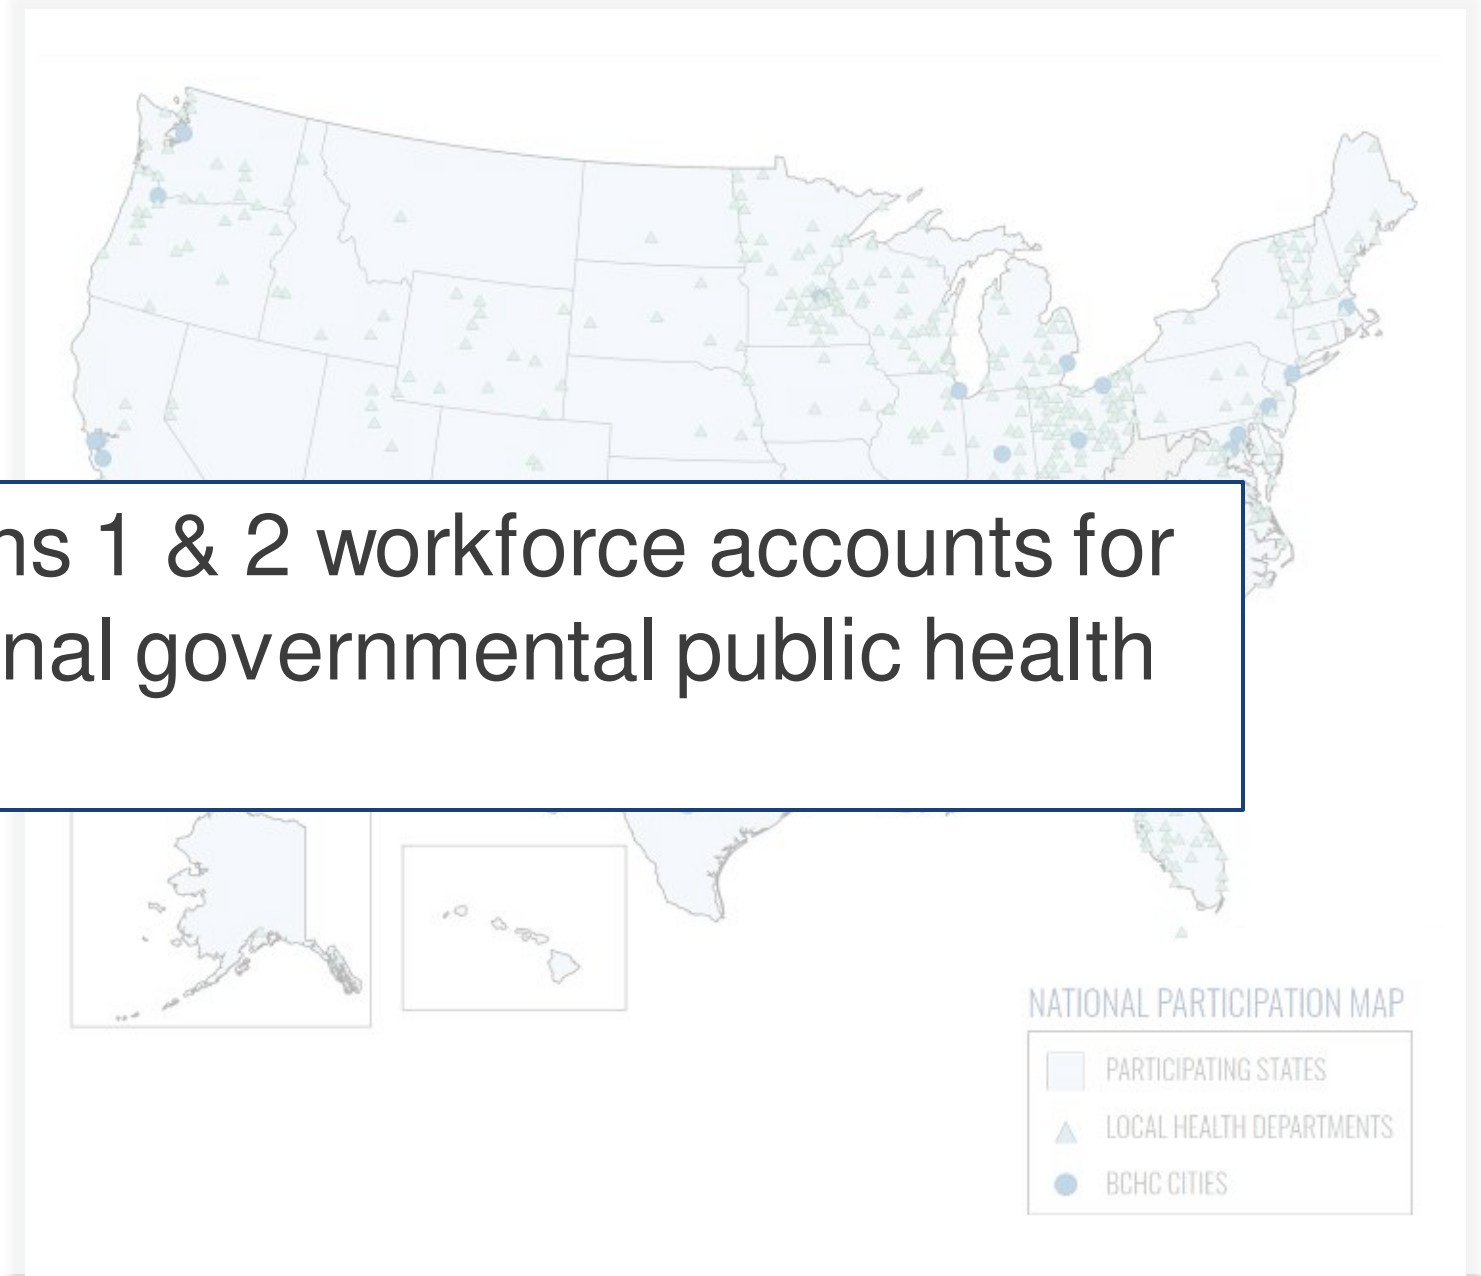 ns 1 & 2 workforce accounts for
nal governmental public health
NATIONAL PARTICIPATION MAP
PARTICIPATING STATES
LOCAL HEALTH DEPARTMENTS
BCHC CITIES